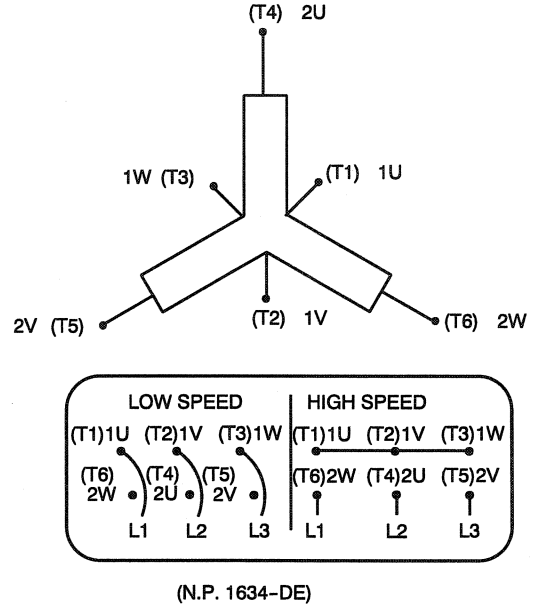 (T4) 2U
1W (T3)
(T1) 1U
2V (T5)
(T2) 1V
(T6) 2W
LOW SPEED
(T1)1U (T2)1V (T3)1W
(T6) (T4) (T5)
2W 2U 2V
L1 L2 L3
HIGH SPEED
(T1)1U (T2)1V (T3)1W
(T6)2W (T4)2U (T5)2V
L1 L2 L3
(N.P. 1634-DE)